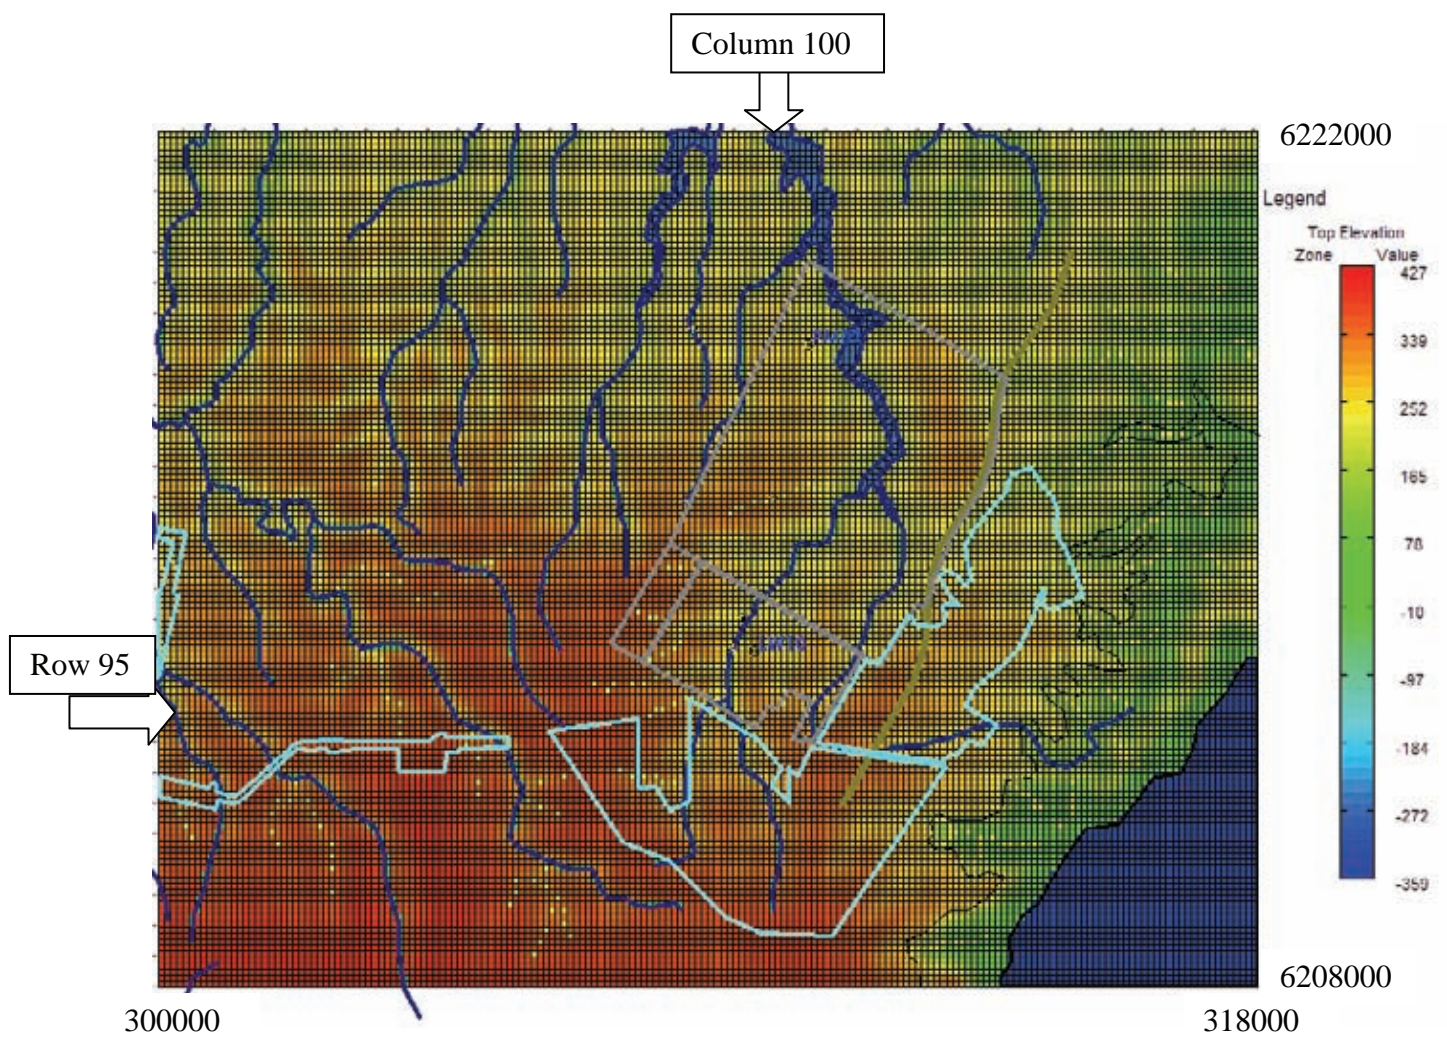 Column 100
6222000
Legend
Top Elevation
Zone Value
427
339
252
165
78
-10
Row 95
-97
-184
-272
-359
6208000
300000
318000